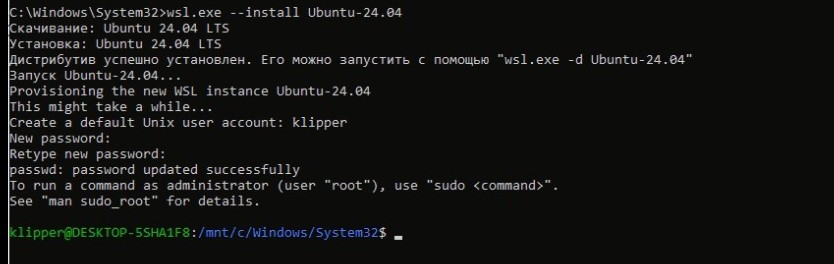 C:\Windows\System32>wsl.exe --install Ubuntu-24.04
Скачивание: Ubuntu 24.04 LTS
Установка: Ubuntu 24.04 LTS
Дистрибутив успешно установлен. Его можно запустить с помощью "wsl.exe -d Ubuntu-24.04"
Запуск Ubuntu-24.04...
Provisioning the new WSL instance Ubuntu-24.04
This might take a while...
Create a default Unix user account: klipper
New password:
Retype new password:
passwd: password updated successfully
To run a command as administrator (user "root"), use "sudo <command>".
See "man sudo_root" for details.
klipper@DESKTOP-5SHA1F8:/mnt/c/Windows/System32$ _